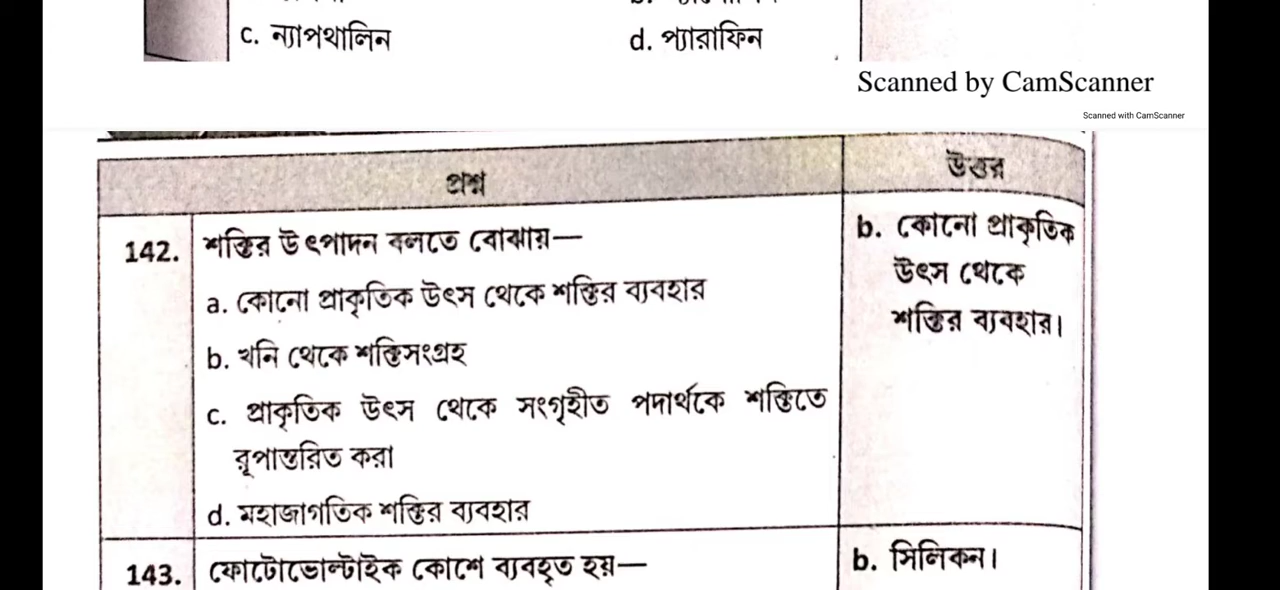 c. ন্যাপথালিন
d. প্যারাফিন
Scanned by CamScanner
Scanned with CamScanner
প্রশ্ন
উত্তর
142. শক্তির উৎপাদন বলতে বোঝায়—
a. কোনো প্রাকৃতিক উৎস থেকে শক্তির ব্যবহার
b. খনি থেকে শক্তিসংগ্রহ
c. প্রাকৃতিক উৎস থেকে সংগৃহীত পদার্থকে শক্তিতে
রূপান্তরিত করা
d. মহাজাগতিক শক্তির ব্যবহার
b. কোনো প্রাকৃতিক
উৎস থেকে
শক্তির ব্যবহার।
143. ফোটোভোল্টাইক কোশে ব্যবহৃত হয়—
b. সিলিকন।